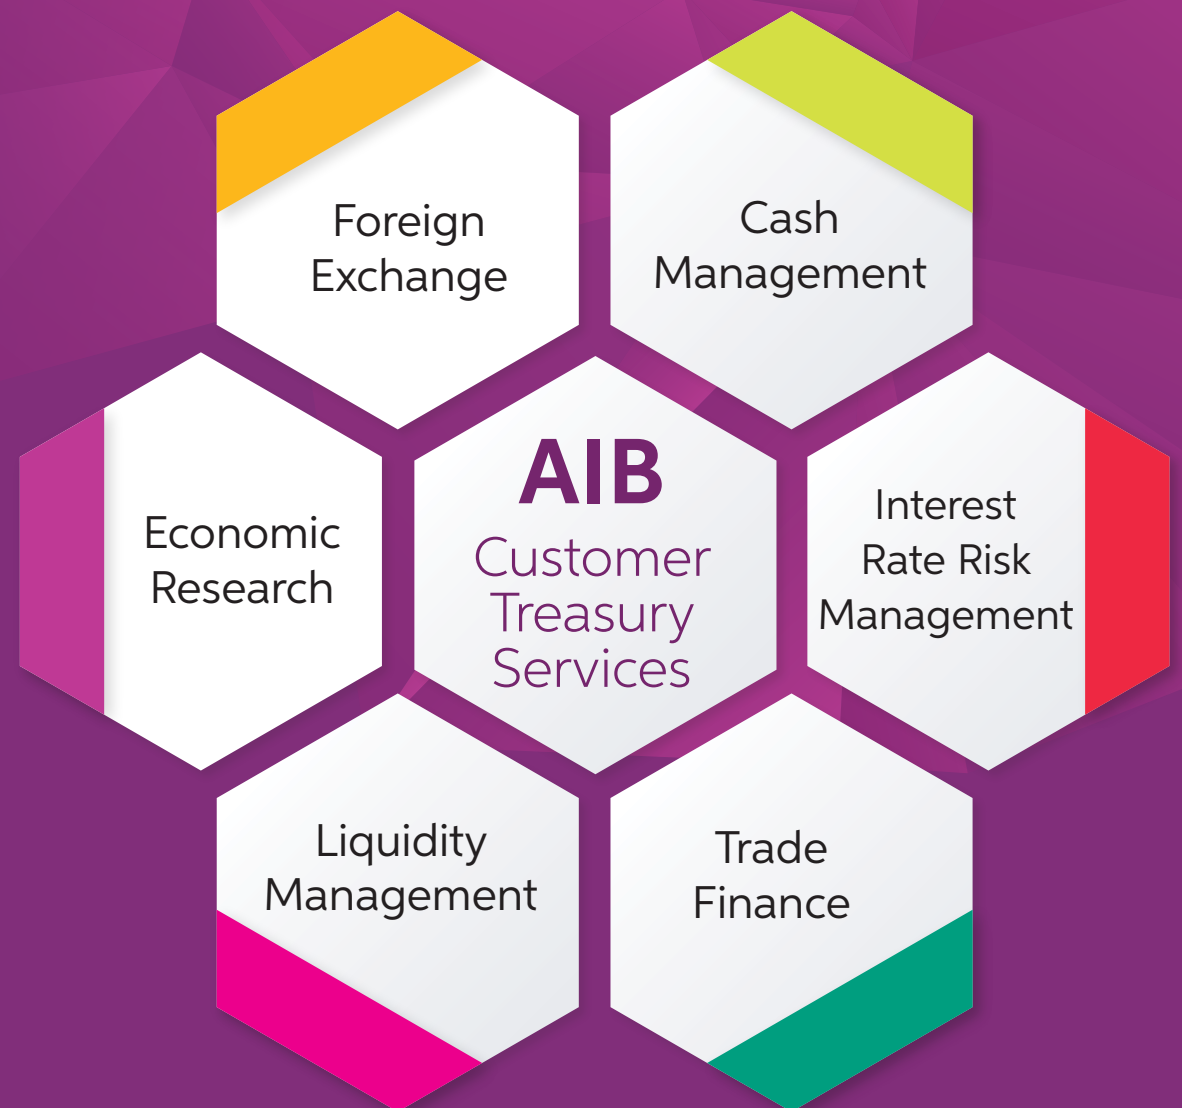 Foreign
Exchange
Cash
Management
Economic
Research
AIB
Customer
Treasury
Services
Interest
Rate Risk
Management
Liquidity
Management
Trade
Finance